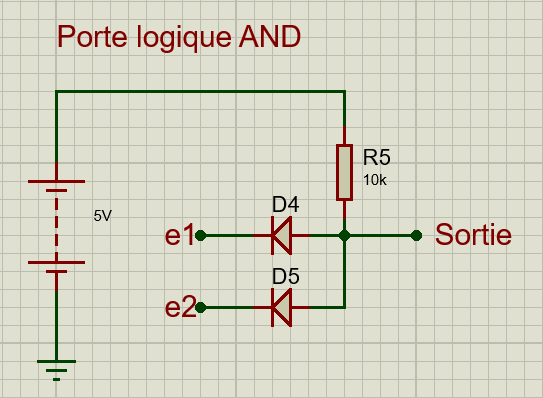 Porte logique AND
R5
10k
D4
5V
e1
Sortie
D5
e2